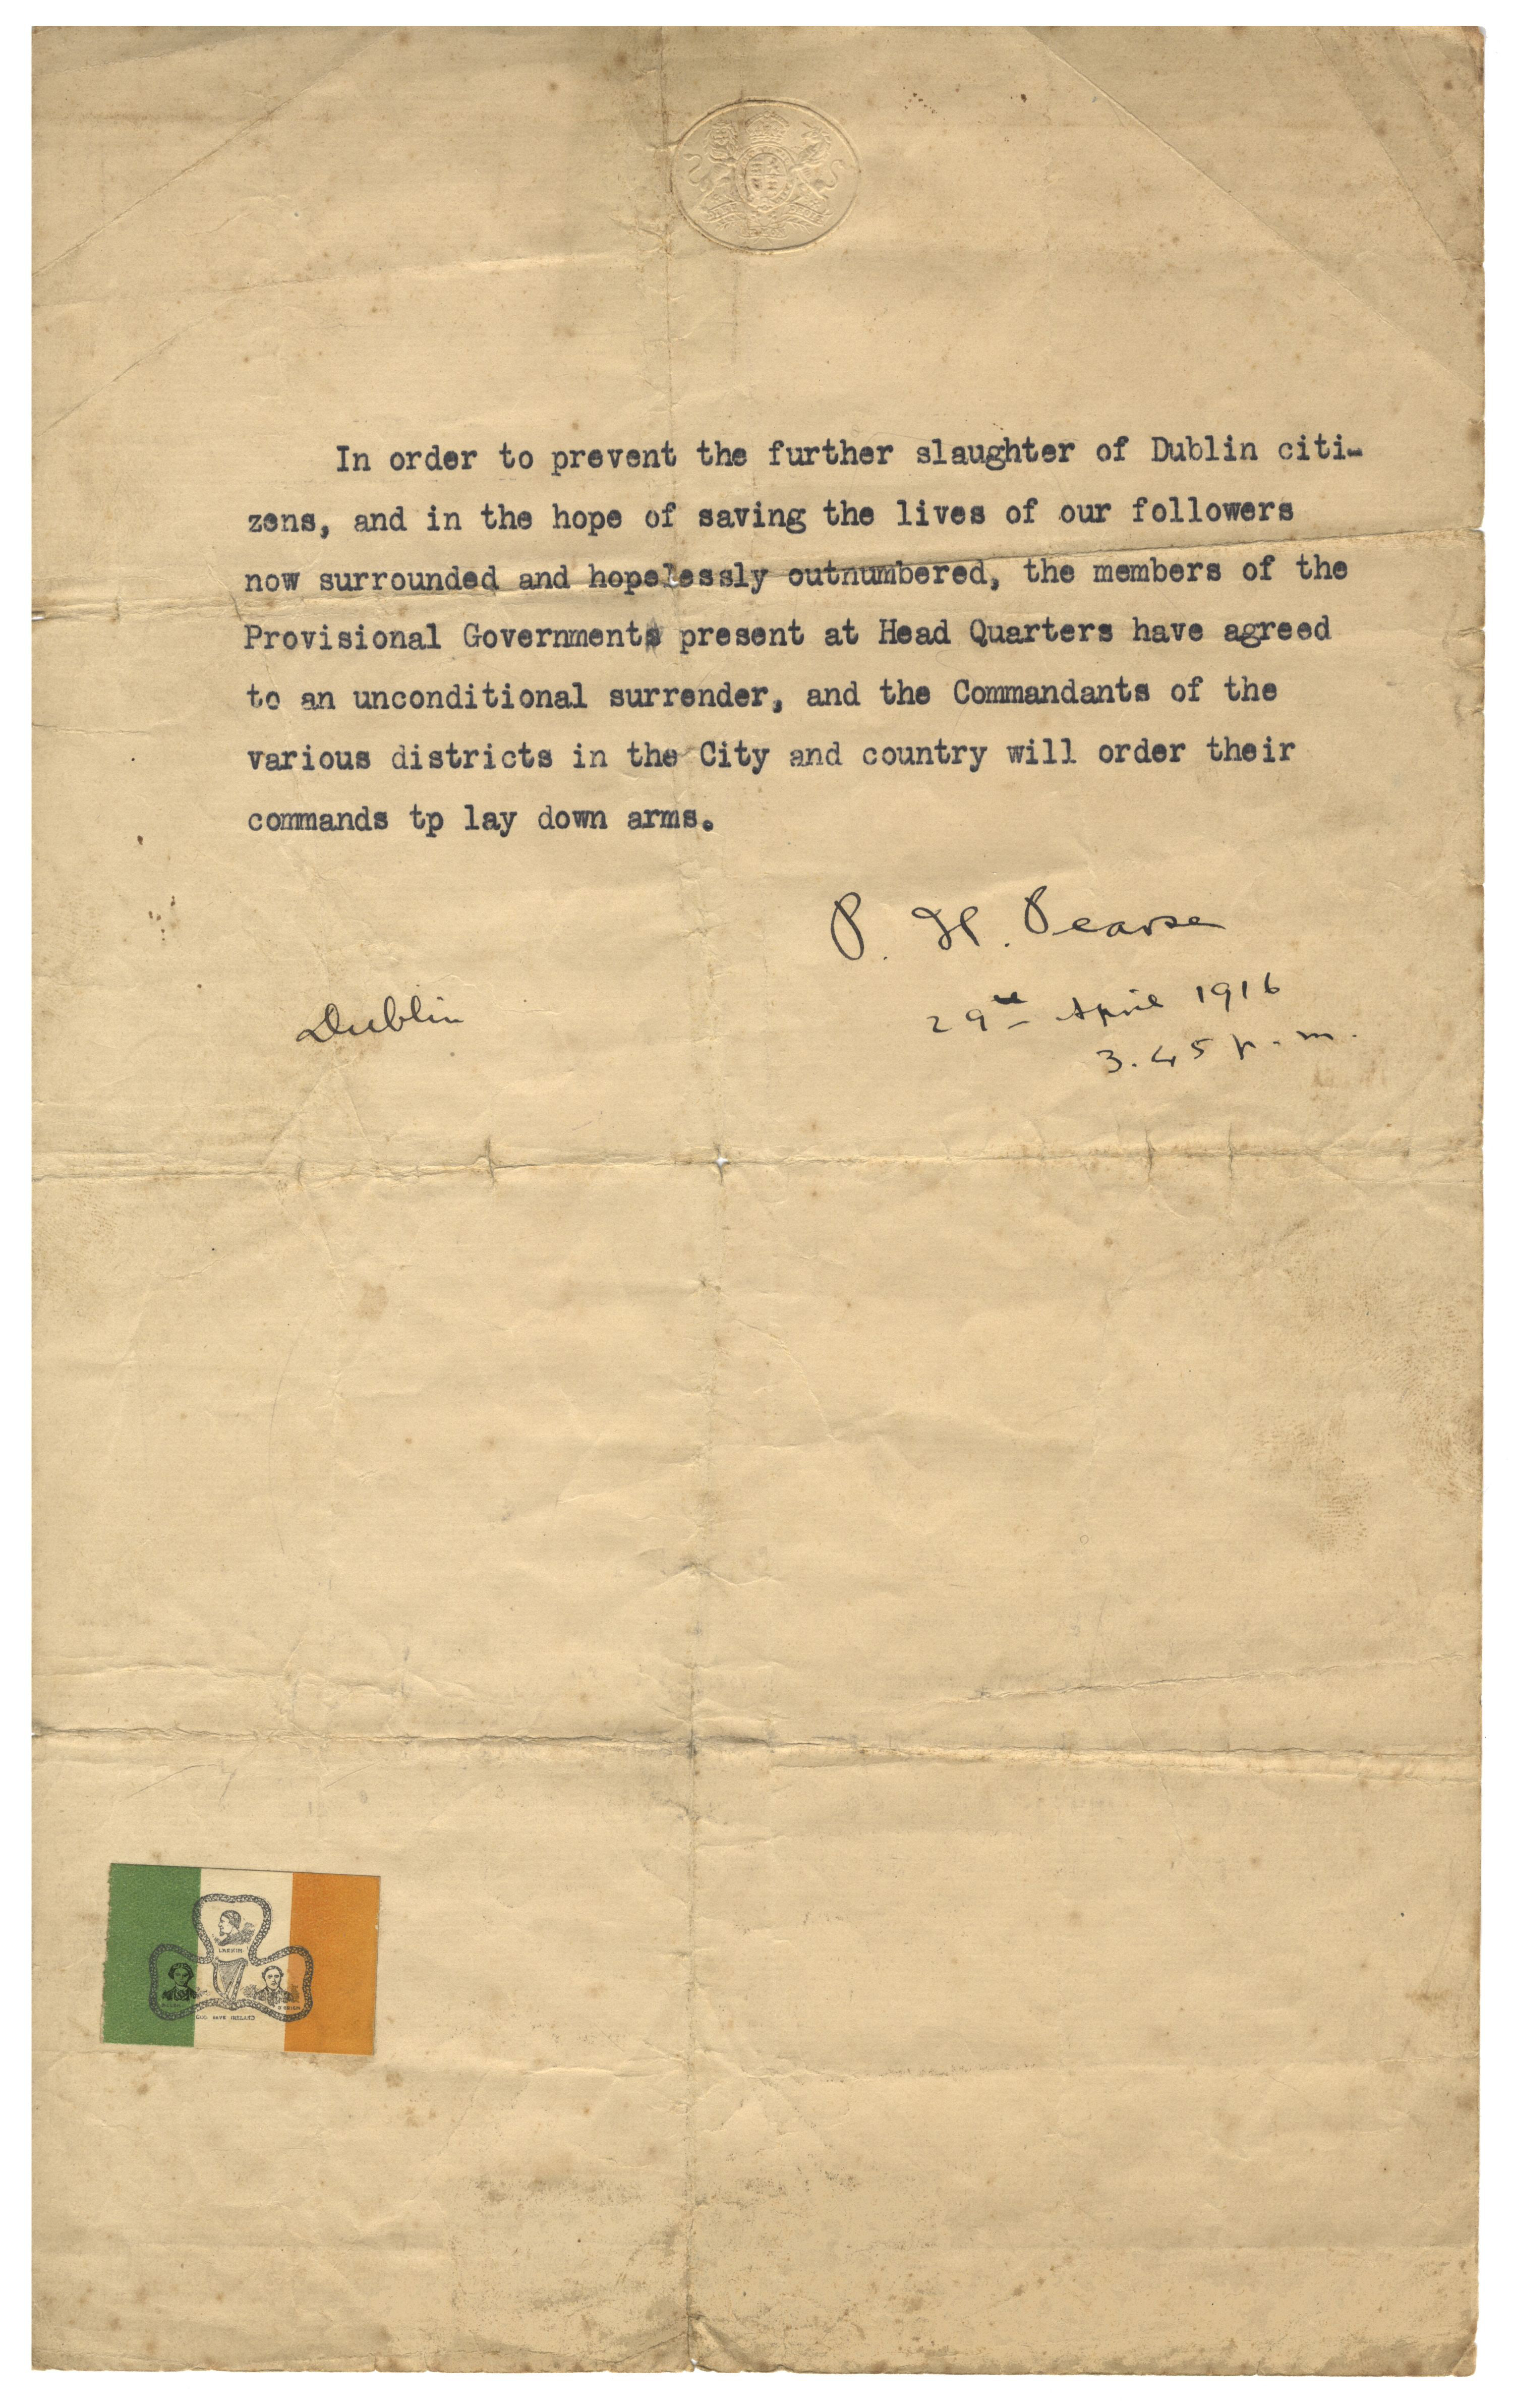 In order to prevent the further slaughter of Dublin citi-
zens, and in the hope of saving the lives of our followers
now surrounded and hopelessly outnumbered, the members of the
Provisional Government present at Head Quarters have agreed
to an unconditional surrender, and the Commandants of the
various districts in the City and country will order their
commands tp lay down arms.
P. H. Pearse
Dublin
29th April 1916
3.45 p.m.
LARKIN
O'BRIEN
GOD SAVE IRELAND